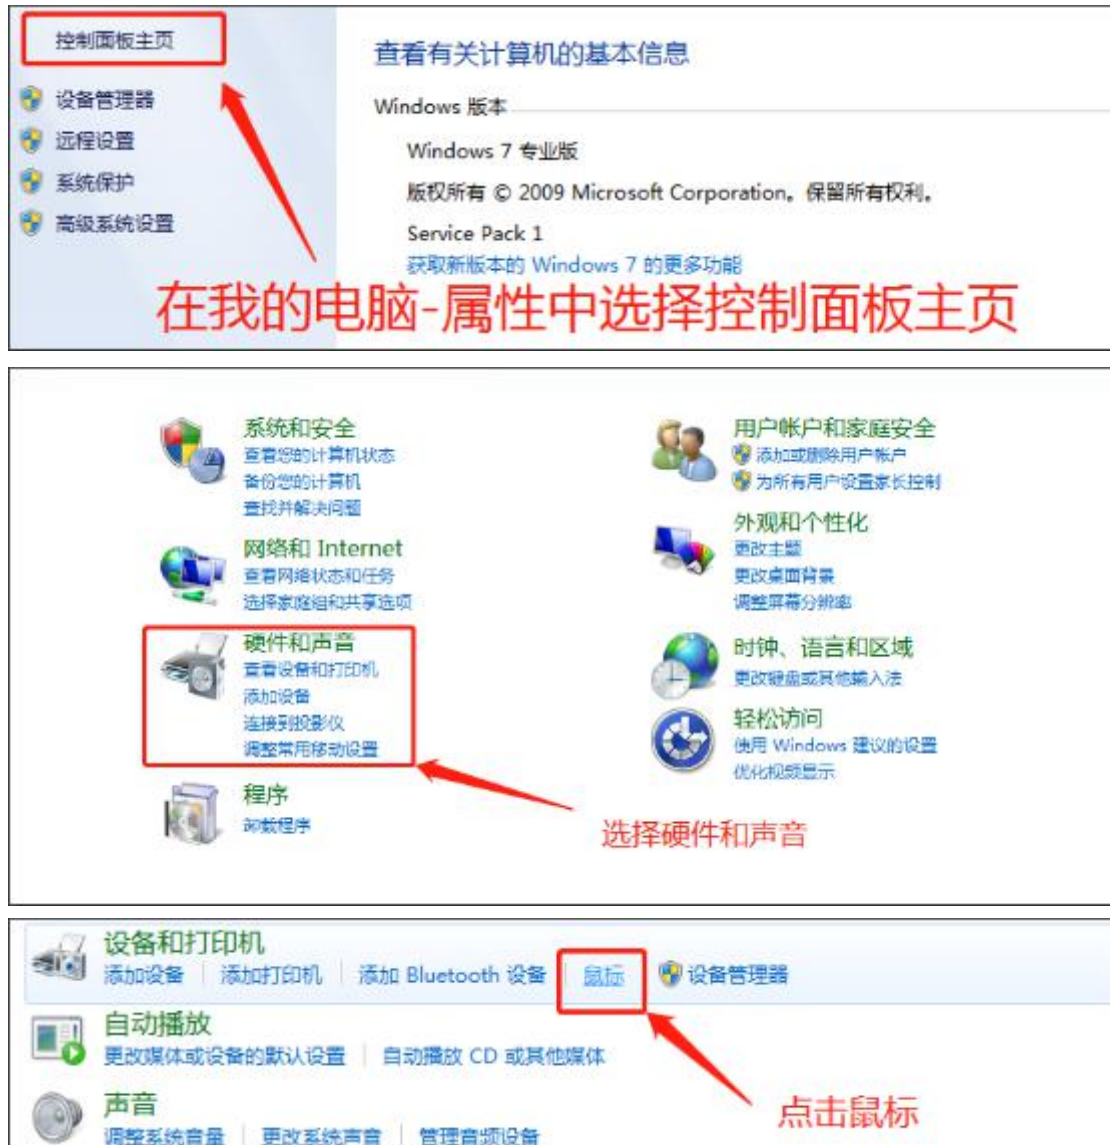 控制面板主页
查看有关计算机的基本信息
设备管理器
Windows 版本
远程设置
Windows 7 专业版
系统保护
版权所有 © 2009 Microsoft Corporation。保留所有权利。
高级系统设置
Service Pack 1
获取新版本的 Windows 7 的更多功能
在我的电脑-属性中选择控制面板主页
系统和安全
查看您的计算机状态
备份您的计算机
查找并解决问题
网络和 Internet
查看网络状态和任务
选择家庭组和共享选项
硬件和声音
查看设备和打印机
添加设备
连接到投影仪
调整常用移动设置
程序
卸载程序
用户帐户和家庭安全
添加或删除用户帐户
为所有用户设置家长控制
外观和个性化
更改主题
更改桌面背景
调整屏幕分辨率
时钟、语言和区域
更改键盘或其他输入法
轻松访问
使用 Windows 建议的设置
优化视频显示
选择硬件和声音
设备和打印机
添加设备 添加打印机 添加 Bluetooth 设备 鼠标 设备管理器
自动播放
更改媒体或设备的默认设置 自动播放 CD 或其他媒体
声音
调整系统音量 更改系统声音 管理音频设备
点击鼠标